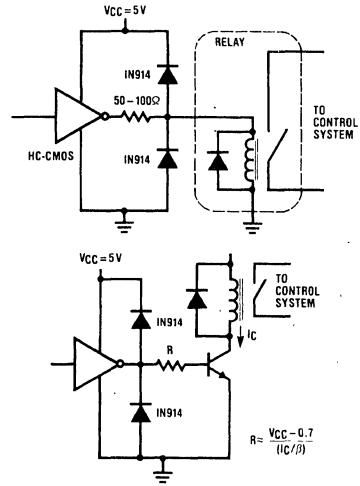 VCC = 5V
RELAY
IN914
50–100Ω
HC-CMOS
IN914
TO
CONTROL
SYSTEM
VCC = 5V
TO
CONTROL
SYSTEM
IC
IN914
R
IN914
R ≈ VCC – 0.7
(IC/β)